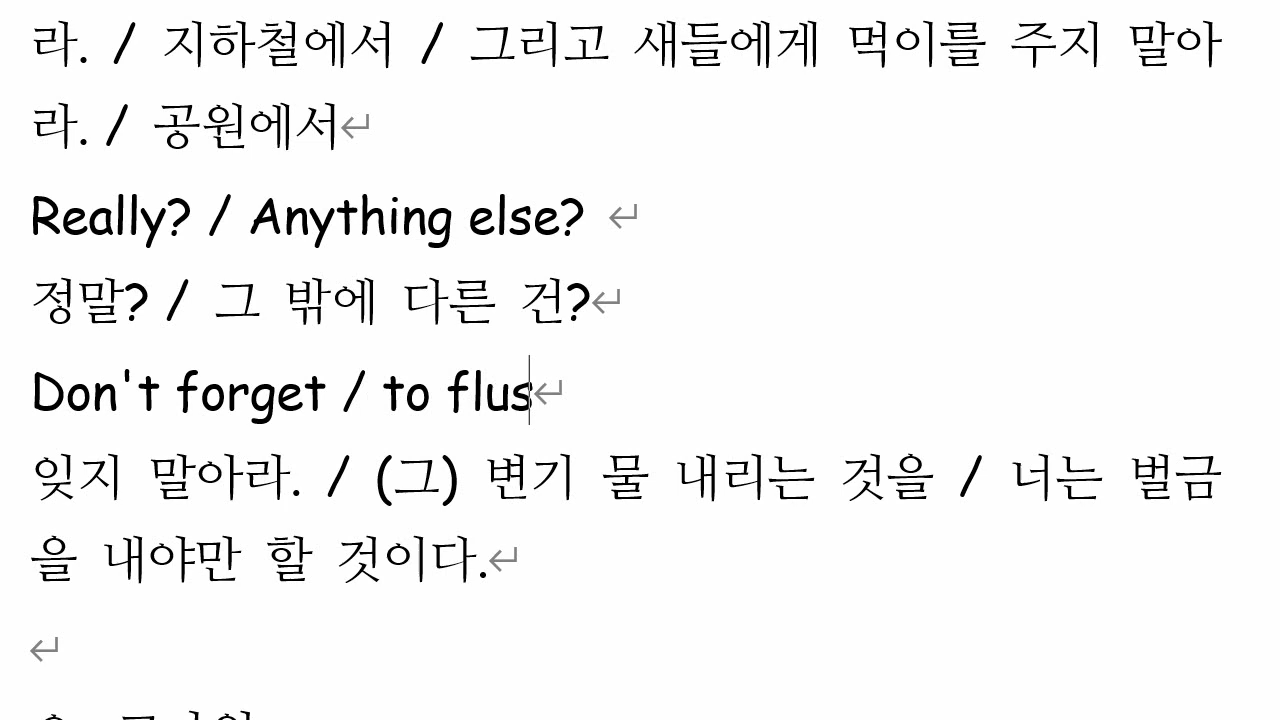 라. / 지하철에서 / 그리고 새들에게 먹이를 주지 말아
라. / 공원에서↵
Really? / Anything else? ↵
정말? / 그 밖에 다른 건?↵
Don't forget / to flus↵
잊지 말아라. / (그) 변기 물 내리는 것을 / 너는 벌금
을 내야만 할 것이다.↵
↵